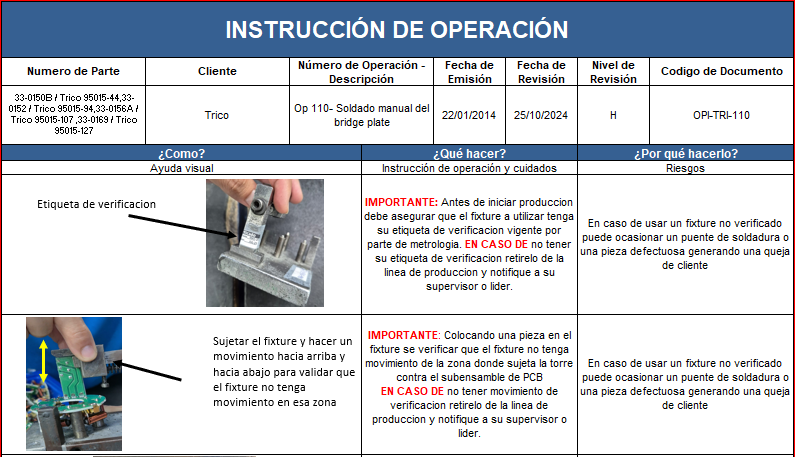 INSTRUCCIÓN DE OPERACIÓN
Numero de Parte
Cliente
Número de Operación -
Descripción
Fecha de
Emisión
Fecha de
Revisión
Nivel de
Revisión
Codigo de Documento
33-0150B / Trico 95015-44,33-
0152 / Trico 95015-94,33-0156A /
Trico 95015-107 ,33-0169 / Trico
95015-127
Trico
Op 110- Soldado manual del
bridge plate
22/01/2014
25/10/2024
H
OPI-TRI-110
¿Como?
¿Qué hacer?
¿Por qué hacerlo?
Ayuda visual
Instrucción de operación y cuidados
Riesgos
Etiqueta de verificacion
IMPORTANTE: Antes de iniciar produccion
debe asegurar que el fixture a utilizar tenga
su etiqueta de verificacion vigente por
parte de metrologia. EN CASO DE no tener
su etiqueta de verificacion retirelo de la
linea de produccion y notifique a su
supervisor o lider.
En caso de usar un fixture no verificado
puede ocasionar un puente de soldadura o
una pieza defectuosa generando una queja
de cliente
Sujetar el fixture y hacer un
movimiento hacia arriba y
hacia abajo para validar que
el fixture no tenga
movimiento en esa zona
IMPORTANTE: Colocando una pieza en el
fixture se verificar que el fixture no tenga
movimiento de la zona donde sujeta la torre
contra el subensamble de PCB
EN CASO DE no tener movimiento de
verificacion retirelo de la linea de
produccion y notifique a su supervisor o
lider.
En caso de usar un fixture no verificado
puede ocasionar un puente de soldadura o
una pieza defectuosa generando una queja
de cliente